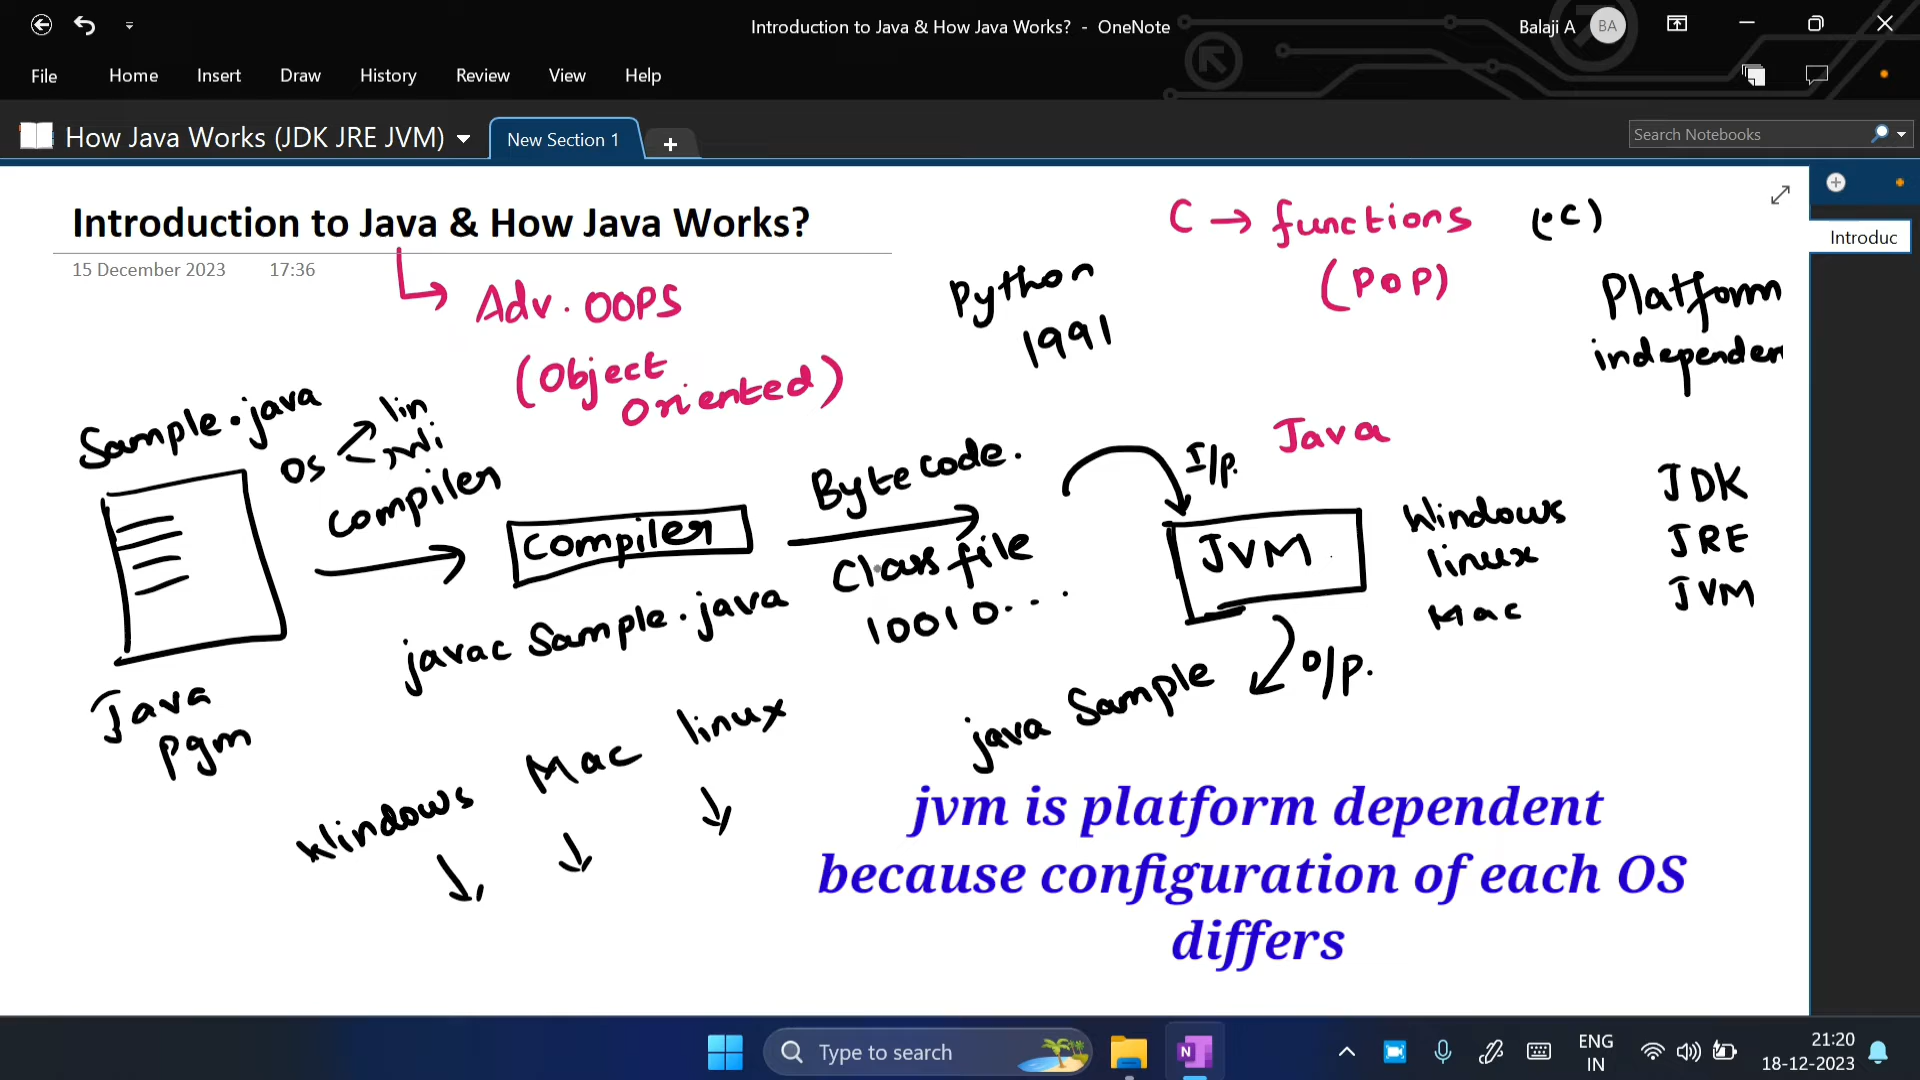 Introduction to Java & How Java Works? - OneNote
Balaji A
BA
File Home Insert Draw History Review View Help
How Java Works (JDK JRE JVM)
New Section 1
+
Search Notebooks
Introduction to Java & How Java Works?
15 December 2023 17:36
Introduc
C → functions (.C)
(POP)
Adv. OOPS
(Object
Oriented)
Python
1991
Platform
independen
Sample.java
OS
lin
compiler
Compiler
Bytecode.
Class file
10010...
I/p.
Java
JVM
Windows
linux
Mac
JDK
JRE
JVM
javac Sample.java
java Sample
O/p.
Java
pgm
Windows
Mac
linux
jvm is platform dependent
because configuration of each OS
differs
Type to search
N
ENG
IN
21:20
18-12-2023